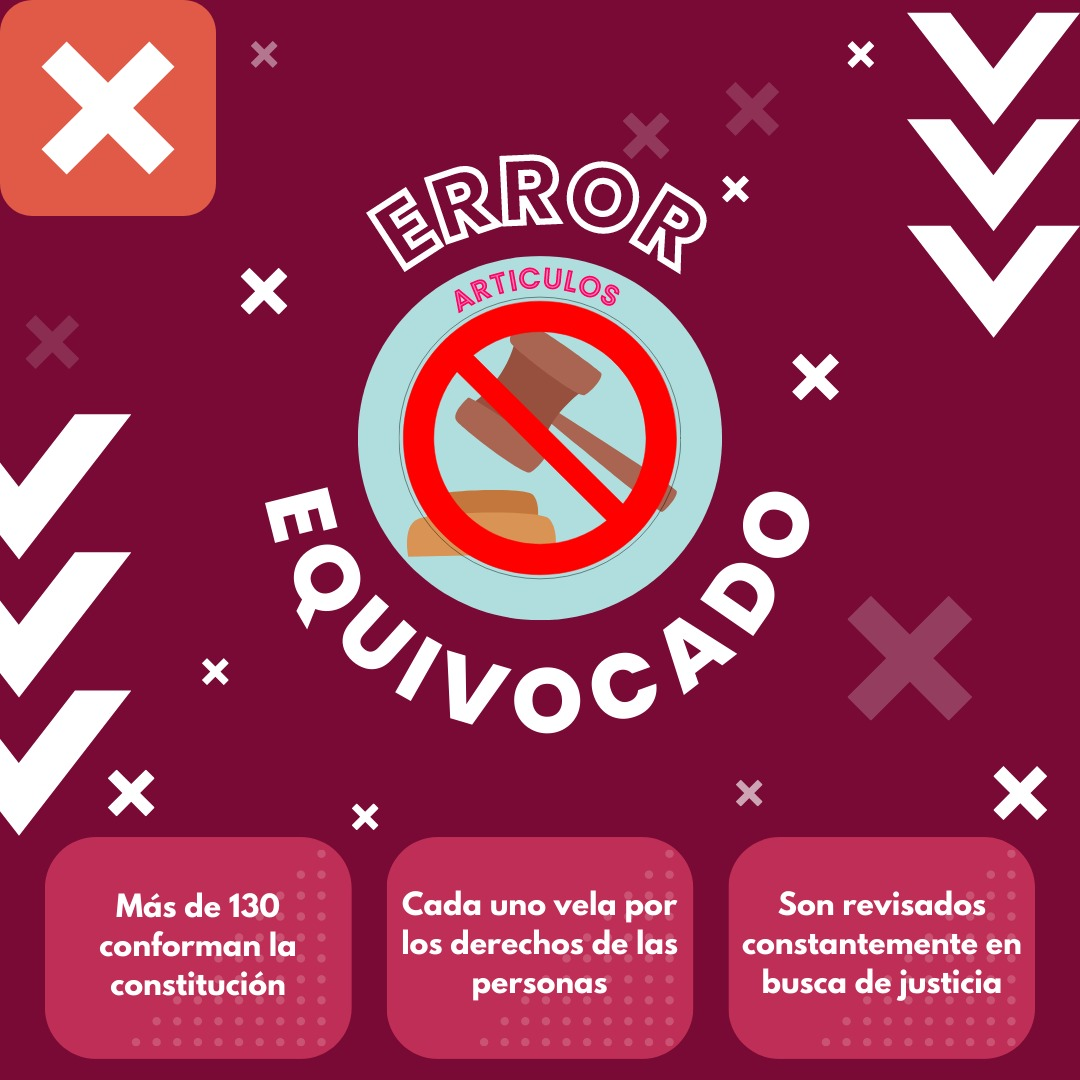 ERROR
ARTICULOS
EQUIVOCADO
Más de 130
conforman la
constitución
Cada uno vela por
los derechos de las
personas
Son revisados
constantemente en
busca de justicia